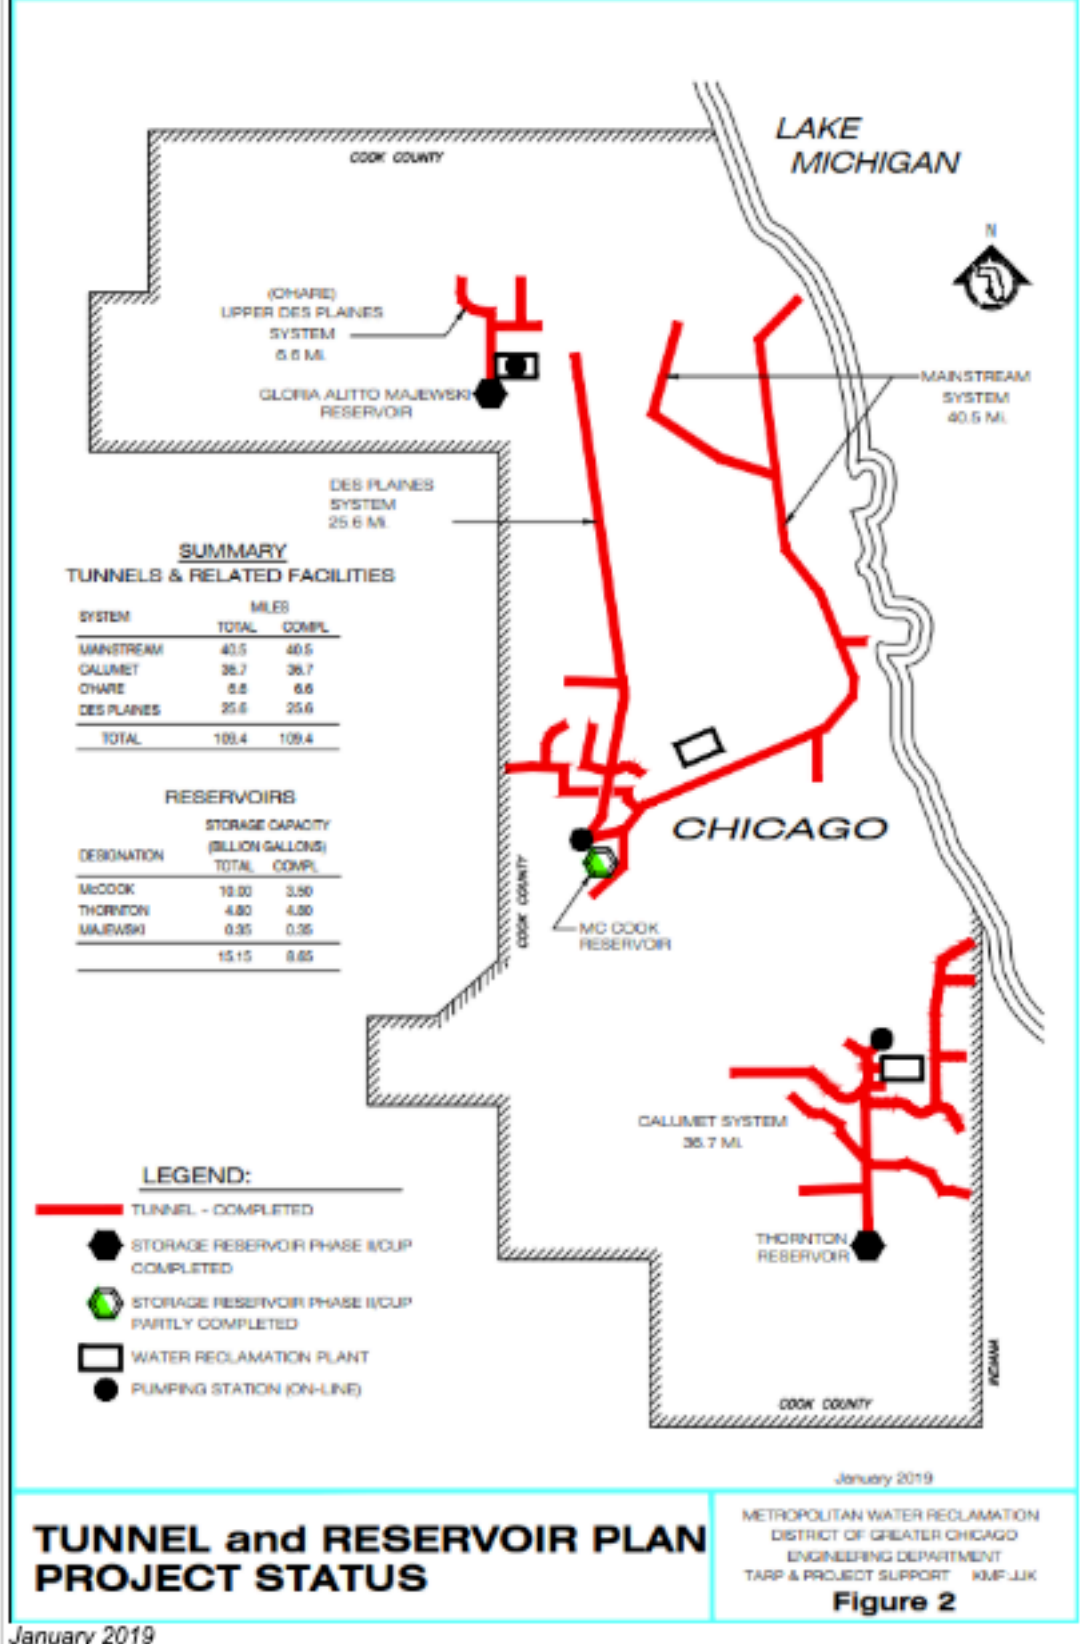 LAKE
MICHIGAN
COOK COUNTY
N
(O'HARE)
UPPER DES PLAINES
SYSTEM
6.6 Mi.
GLORIA ALITTO MAJEWSKI
RESERVOIR
MAINSTREAM
SYSTEM
40.5 Mi.
DES PLAINES
SYSTEM
25.6 Mi.
SUMMARY
TUNNELS & RELATED FACILITIES
MILES
SYSTEM TOTAL COMPL
MAINSTREAM 40.5 40.5
CALUMET 36.7 36.7
O'HARE 6.6 6.6
DES PLAINES 25.6 25.6
TOTAL 109.4 109.4
RESERVOIRS
STORAGE CAPACITY
(BILLION GALLONS)
DESIGNATION TOTAL COMPL
McCOOK 10.00 3.50
THORNTON 4.80 4.80
MAJEWSKI 0.35 0.35
15.15 8.65
CHICAGO
COOK COUNTY
MC COOK
RESERVOIR
CALUMET SYSTEM
36.7 Mi.
THORNTON
RESERVOIR
LEGEND:
TUNNEL - COMPLETED
STORAGE RESERVOIR PHASE II/CUP
COMPLETED
STORAGE RESERVOIR PHASE II/CUP
PARTLY COMPLETED
WATER RECLAMATION PLANT
PUMPING STATION (ON-LINE)
COOK COUNTY
January 2019
TUNNEL and RESERVOIR PLAN
PROJECT STATUS
METROPOLITAN WATER RECLAMATION
DISTRICT OF GREATER CHICAGO
ENGINEERING DEPARTMENT
TARP & PROJECT SUPPORT KMF:JJK
Figure 2
January 2019